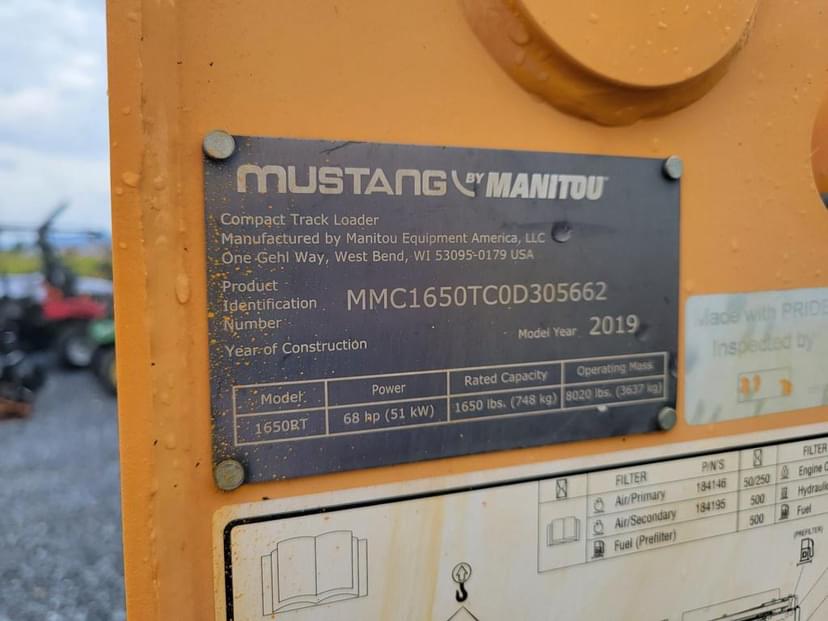 MUSTANG BY MANITOU
Compact Track Loader
Manufactured by Manitou Equipment America, LLC
One Gehl Way, West Bend, WI 53095-0179 USA
Product
Identification
Number
MMC1650TC0D305662
Model Year 2019
Year of Construction
Model Power Rated Capacity Operating Mass
1650RT 68 hp (51 kW) 1650 lbs. (748 kg) 8020 lbs. (3637 kg)
Made with PRIDE
Inspected by
FILTER P/N'S FILTER
Air/Primary 184146 50/250 Engine
Air/Secondary 184195 500
Fuel (Prefilter) 500 Fuel
(PREFILTER)